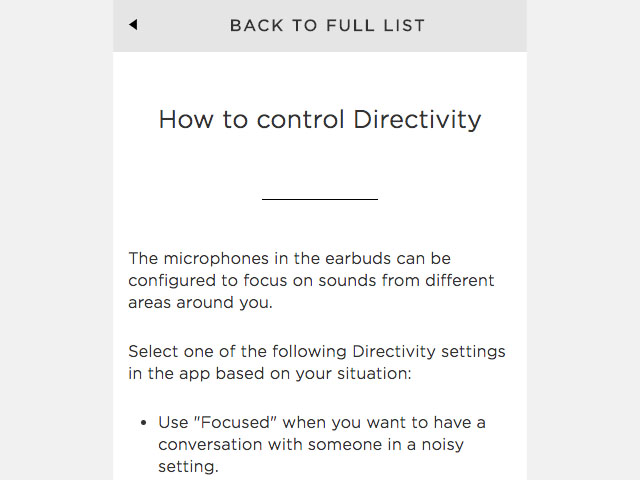 BACK TO FULL LIST
How to control Directivity
The microphones in the earbuds can be
configured to focus on sounds from different
areas around you.
Select one of the following Directivity settings
in the app based on your situation:
• Use "Focused" when you want to have a
conversation with someone in a noisy
setting.